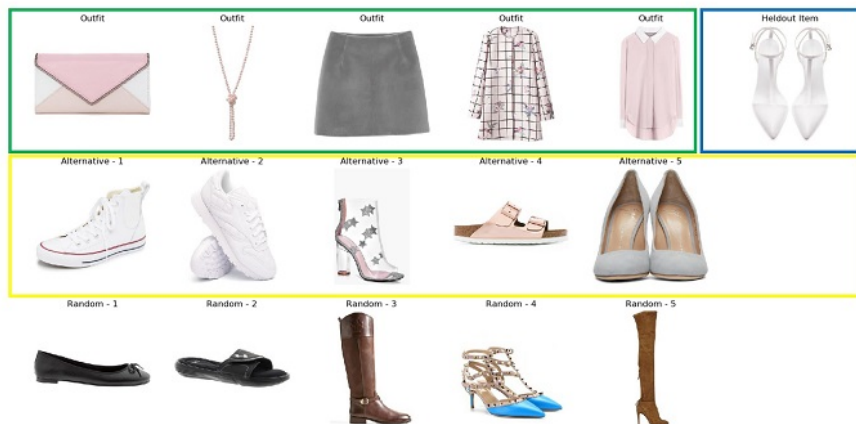 Outfit Outfit Outfit Outfit Outfit Heldout Item
Alternative - 1 Alternative - 2 Alternative - 3 Alternative - 4 Alternative - 5
Random - 1 Random - 2 Random - 3 Random - 4 Random - 5